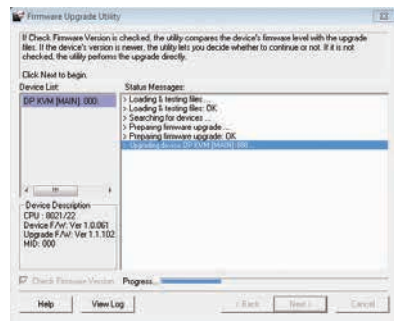 Firmware Upgrade Utility
If Check Firmware Version is checked, the utility compares the device's firmware level with the upgrade
files. If the device's version is newer, the utility lets you decide whether to continue or not. If it is not
checked, the utility performs the upgrade directly.
Click Next to begin.
Device List:
Status Messages:
DP KVM [MAIN]: 000:
> Loading & testing files ...
> Loading & testing files: OK
> Searching for devices ...
> Preparing firmware upgrade ...
> Preparing firmware upgrade: OK
> Upgrading device: DP KVM [MAIN]: 000 ...
Device Description
CPU : 8021/22
Device F/W: Ver 1.0.061
Upgrade F/W: Ver 1.1.102
MID: 000
Check Firmware Version
Progress:
Help
View Log
< Back
Next >
Cancel